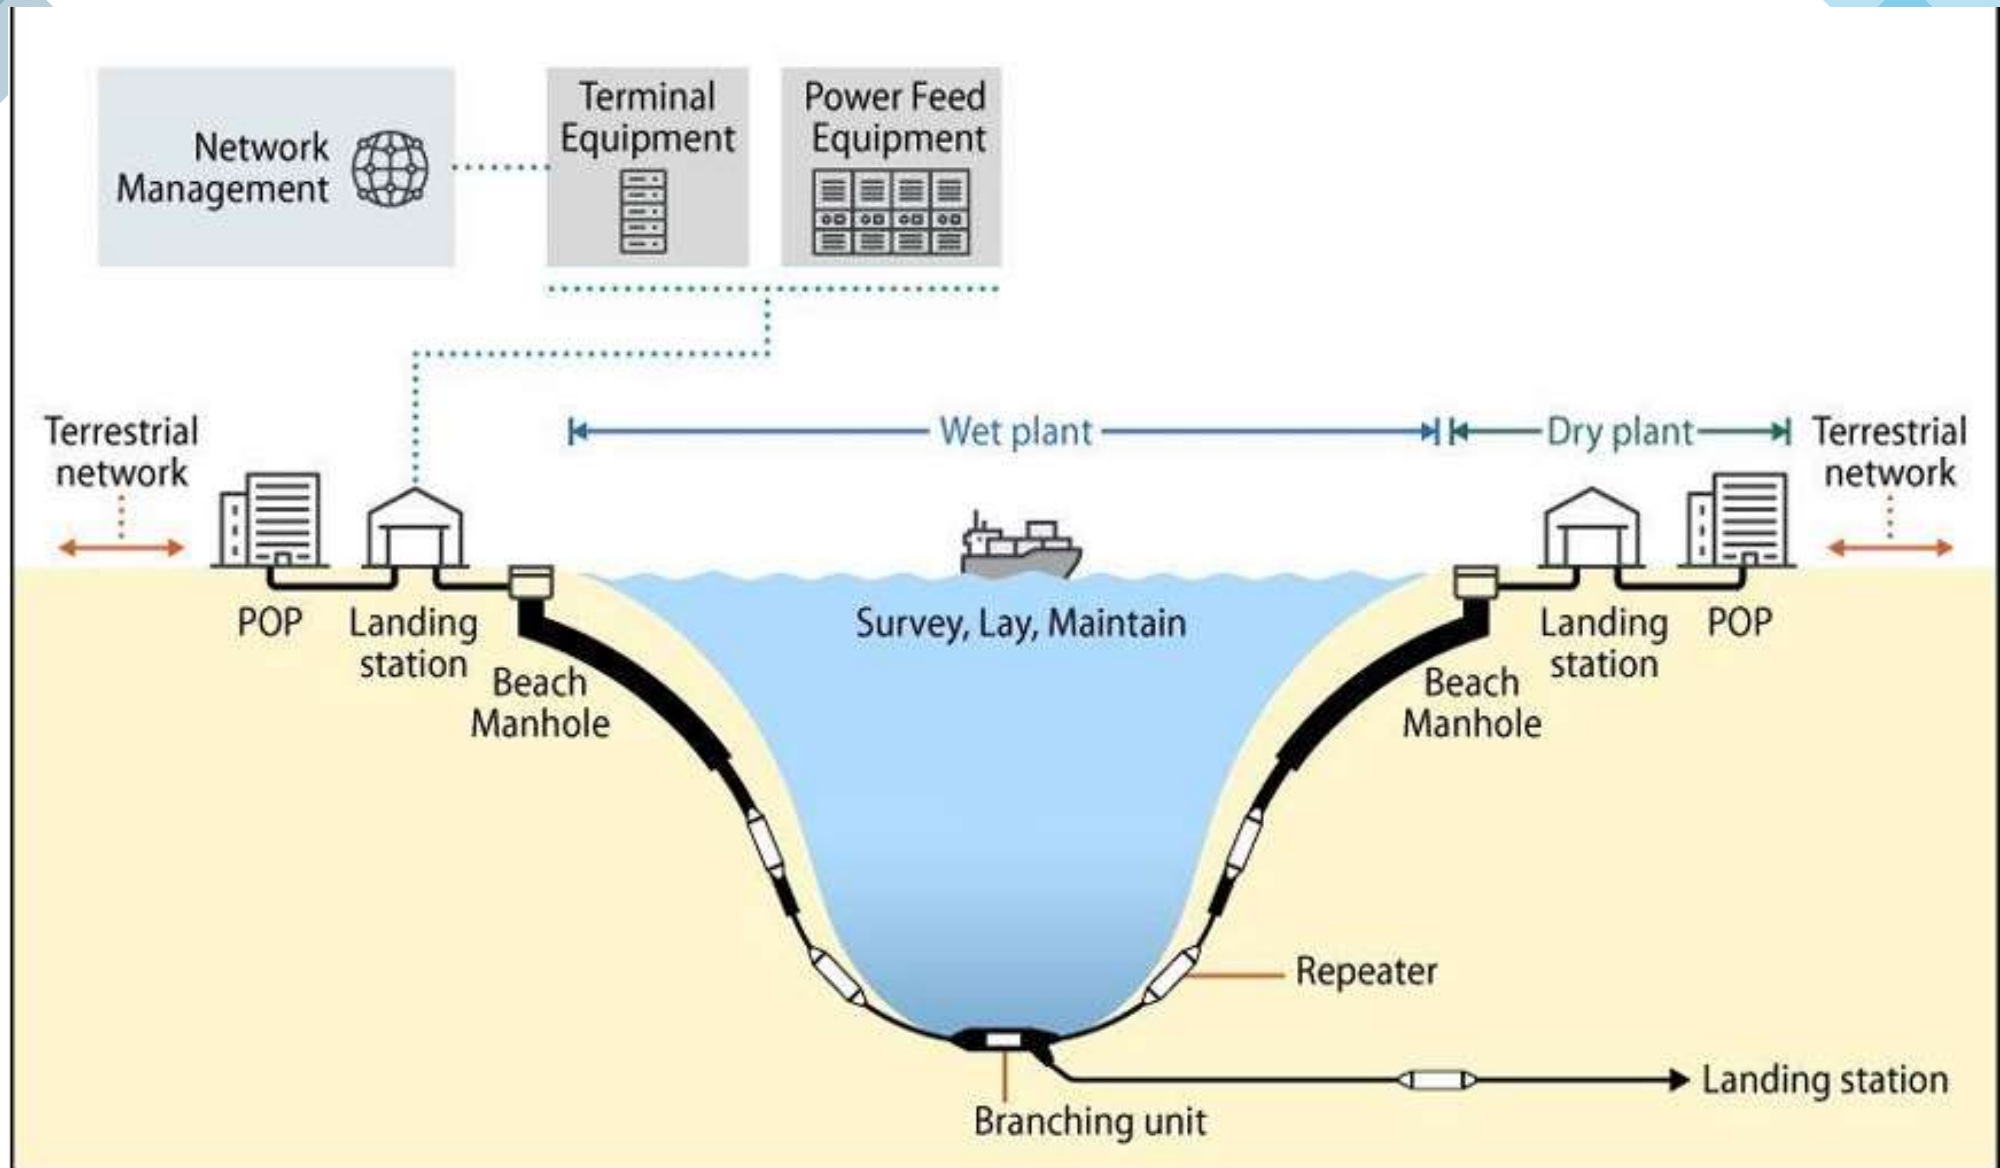 Network
Management
Terminal
Equipment
Power Feed
Equipment
Terrestrial
network
Wet plant
Dry plant
Terrestrial
network
POP
Landing
station
Beach
Manhole
Survey, Lay, Maintain
Beach
Manhole
Landing
station
POP
Repeater
Landing station
Branching unit